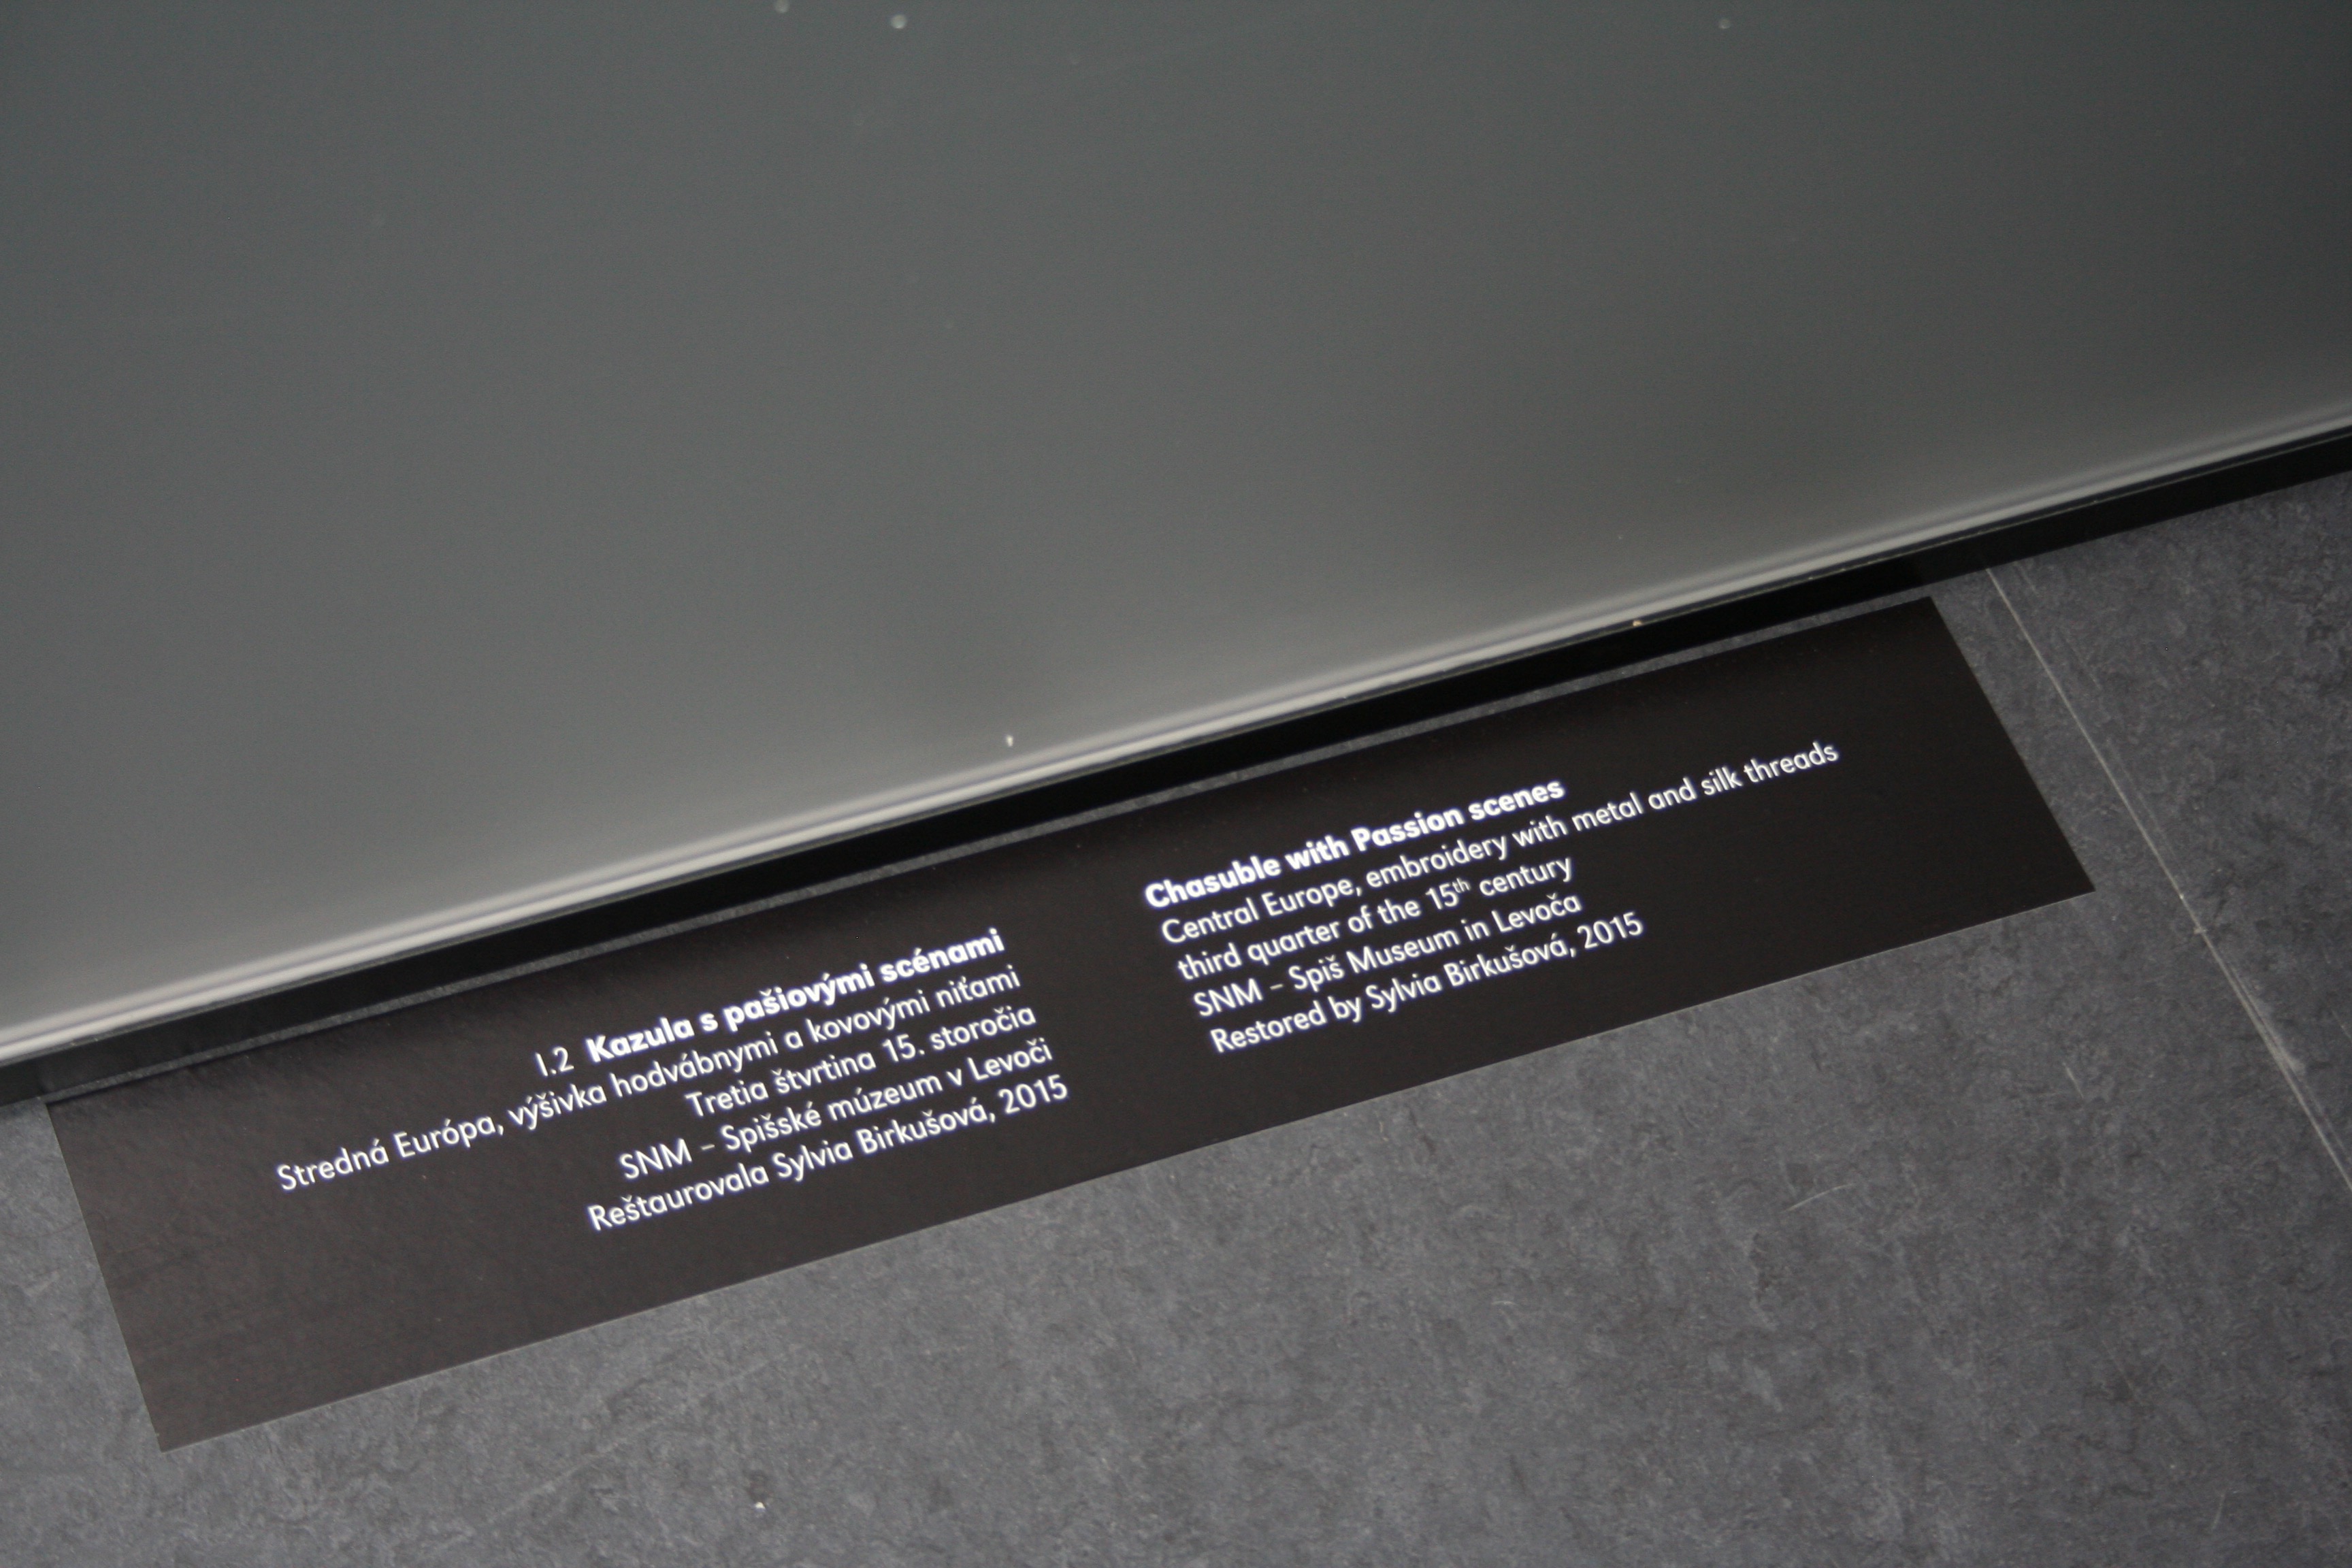 I.2 Kazula s pašiovými scénami
Stredná Európa, výšivka hodvábnymi a kovovými niťami
Tretia štvrtina 15. storočia
SNM – Spišské múzeum v Levoči
Reštaurovala Sylvia Birkušová, 2015
Chasuble with Passion scenes
Central Europe, embroidery with metal and silk threads
third quarter of the 15th century
SNM – Spiš Museum in Levoča
Restored by Sylvia Birkušová, 2015